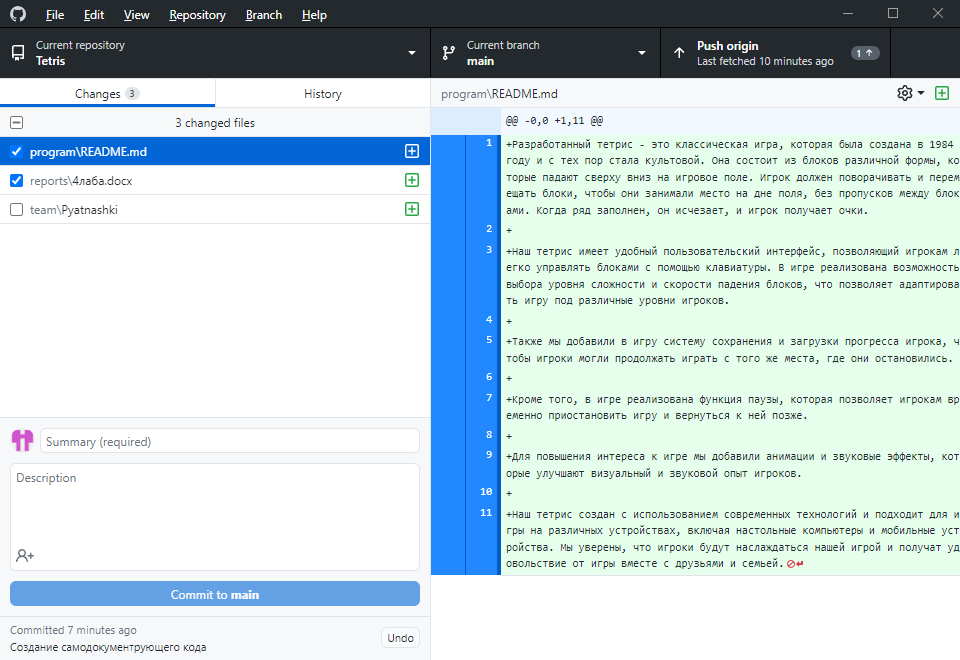 File Edit View Repository Branch Help
Current repository
Tetris
Current branch
main
Push origin
Last fetched 10 minutes ago
1
Changes 3
History
3 changed files
program\README.md
reports\4лаба.docx
team\Pyatnashki
Summary (required)
Description
Commit to main
Committed 7 minutes ago
Создание самодокументрующего кода
Undo
program\README.md
@@ -0,0 +1,11 @@
1 +Разработанный тетрис - это классическая игра, которая была создана в 1984
году и с тех пор стала культовой. Она состоит из блоков различной формы, ко
торые падают сверху вниз на игровое поле. Игрок должен поворачивать и перем
ещать блоки, чтобы они занимали место на дне поля, без пропусков между блок
ами. Когда ряд заполнен, он исчезает, и игрок получает очки.
2 +
3 +Наш тетрис имеет удобный пользовательский интерфейс, позволяющий игрокам л
егко управлять блоками с помощью клавиатуры. В игре реализована возможность
выбора уровня сложности и скорости падения блоков, что позволяет адаптирова
ть игру под различные уровни игроков.
4 +
5 +Также мы добавили в игру систему сохранения и загрузки прогресса игрока, ч
тобы игроки могли продолжать играть с того же места, где они остановились.
6 +
7 +Кроме того, в игре реализована функция паузы, которая позволяет игрокам вр
еменно приостановить игру и вернуться к ней позже.
8 +
9 +Для повышения интереса к игре мы добавили анимации и звуковые эффекты, кот
орые улучшают визуальный и звуковой опыт игроков.
10 +
11 +Наш тетрис создан с использованием современных технологий и подходит для и
гры на различных устройствах, включая настольные компьютеры и мобильные уст
ройства. Мы уверены, что игроки будут наслаждаться нашей игрой и получат уд
овольствие от игры вместе с друзьями и семьей.